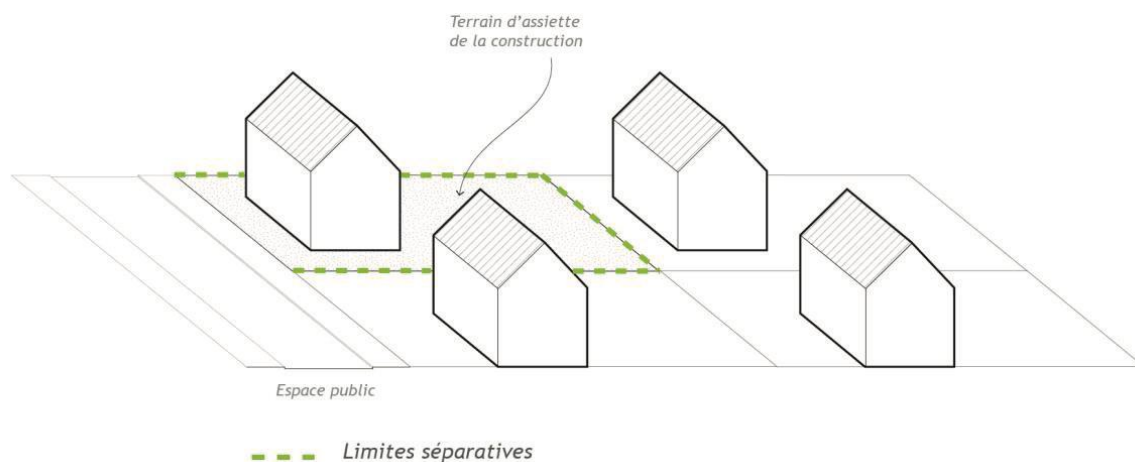 Terrain d’assiette
de la construction
Espace public
Limites séparatives